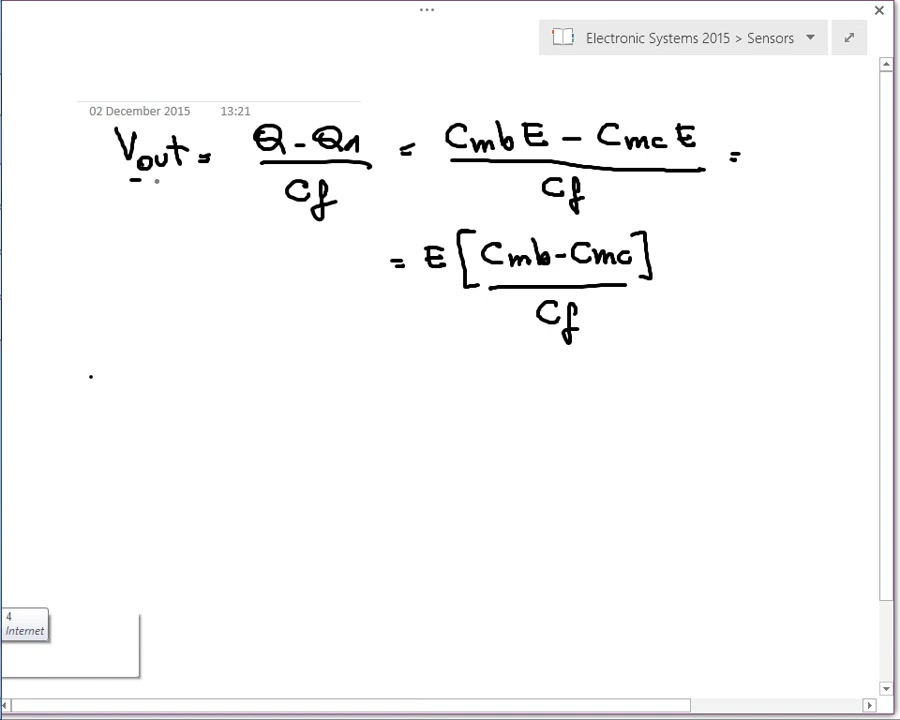 Electronic Systems 2015 > Sensors
02 December 2015 13:21
Vout = (Q - Q1)/Cf = (CmbE - CmcE)/Cf =
= E[(Cmb - Cmc)/Cf]
4
Internet